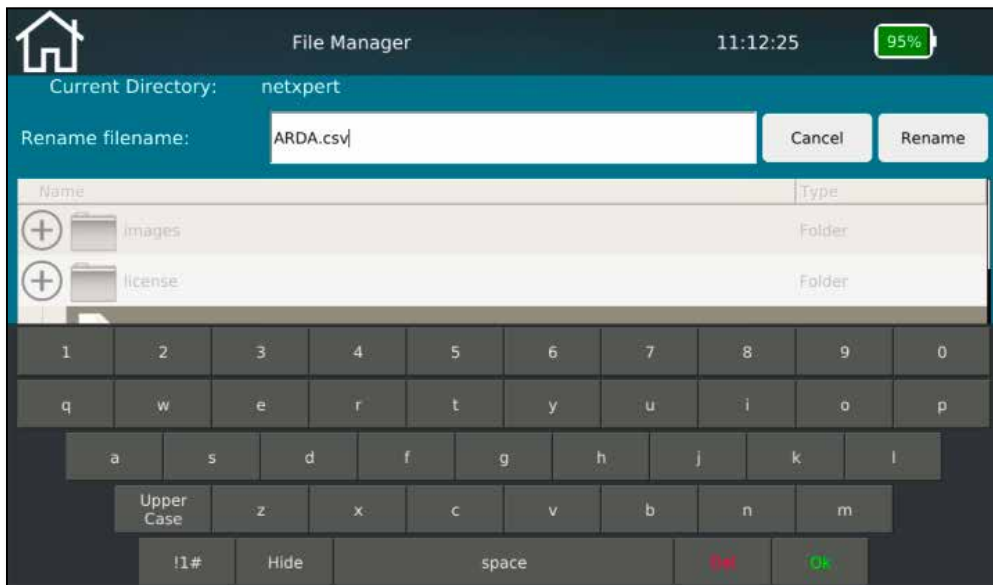 File Manager 11:12:25 95%
Current Directory: netxpert
Rename filename: ARDA.csv Cancel Rename
Name Type
images Folder
license Folder
1 2 3 4 5 6 7 8 9 0
q w e r t y u i o p
a s d f g h j k l
Upper
Case z x c v b n m
!1# Hide space Del Ok